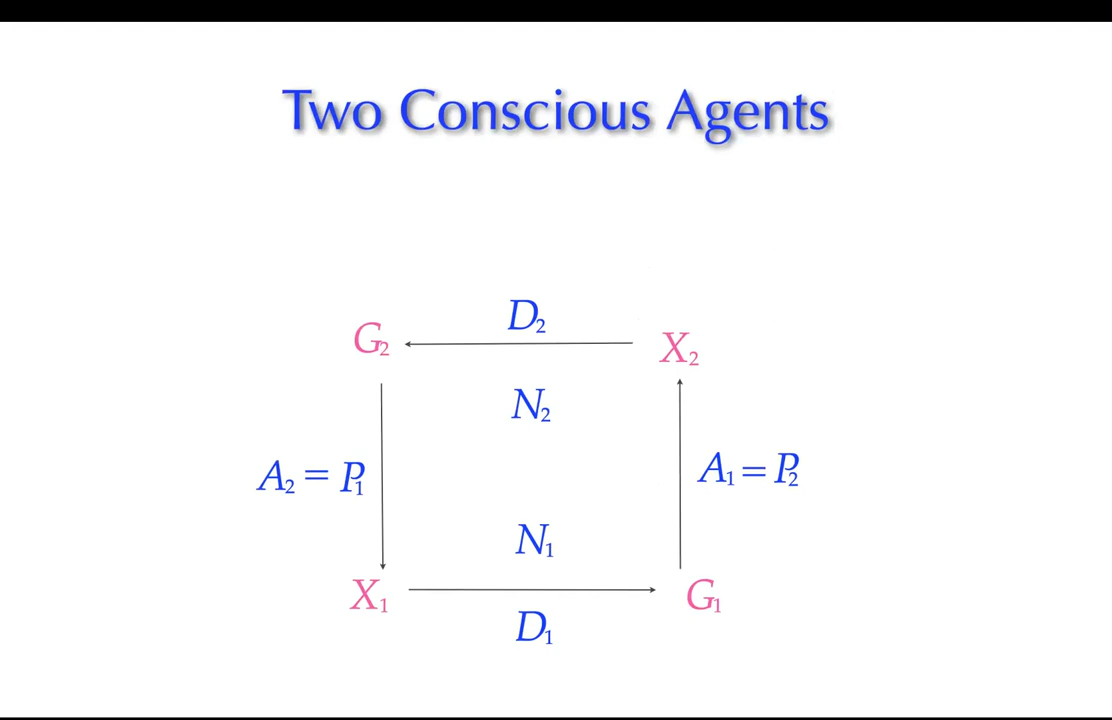 Two Conscious Agents
D₂
G₂ X₂
N₂
A₂ = P₁ A₁ = P₂
N₁
X₁ G₁
D₁